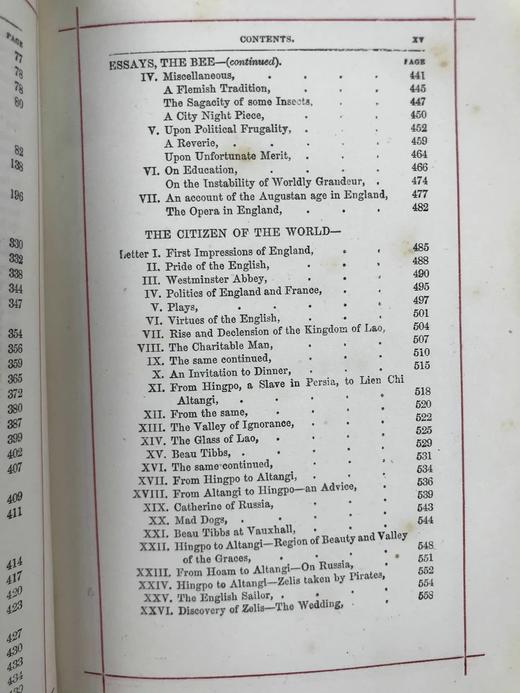 PAGE
77
78
78
80
82
138
196
330
332
338
344
347
354
356
359
365
372
380
387
399
402
407
409
411
414
417
420
423
427
430
433
434
CONTENTS. xv
ESSAYS, THE BEE—(continued). PAGE
IV. Miscellaneous, . . . . 441
A Flemish Tradition, . . . 445
The Sagacity of some Insects, . . 447
A City Night Piece, . . . 450
V. Upon Political Frugality, . . . 452
A Reverie, . . . . 459
Upon Unfortunate Merit, . . . 464
VI. On Education, . . . . 466
On the Instability of Worldly Grandeur, . 474
VII. An account of the Augustan age in England, 477
The Opera in England, . . . 482
THE CITIZEN OF THE WORLD—
Letter I. First Impressions of England, . . 485
II. Pride of the English, . . . 488
III. Westminster Abbey, . . . 490
IV. Politics of England and France, . . 495
V. Plays, . . . . 497
VI. Virtues of the English, . . . 501
VII. Rise and Declension of the Kingdom of Lao, 504
VIII. The Charitable Man, . . . 507
IX. The same continued, . . . 510
X. An Invitation to Dinner, . . . 515
XI. From Hingpo, a Slave in Persia, to Lien Chi
Altangi, . . . . 518
XII. From the same, . . . 520
XIII. The Valley of Ignorance, . . . 522
XIV. The Glass of Lao, . . . 525
XV. Beau Tibbs, . . . . 529
XVI. The same continued, . . . 531
XVII. From Hingpo to Altangi, . . . 534
XVIII. From Altangi to Hingpo—an Advice, . . 536
XIX. Catherine of Russia, . . . 539
XX. Mad Dogs, . . . . 543
XXI. Beau Tibbs at Vauxhall, . . . 544
XXII. Hingpo to Altangi—Region of Beauty and Valley
of the Graces, . . . 548
XXIII. From Hoam to Altangi—On Russia, . . 551
XXIV. Hingpo to Altangi—Zelis taken by Pirates, . 552
XXV. The English Sailor, . . . . 554
XXVI. Discovery of Zelis—The Wedding, . . 558